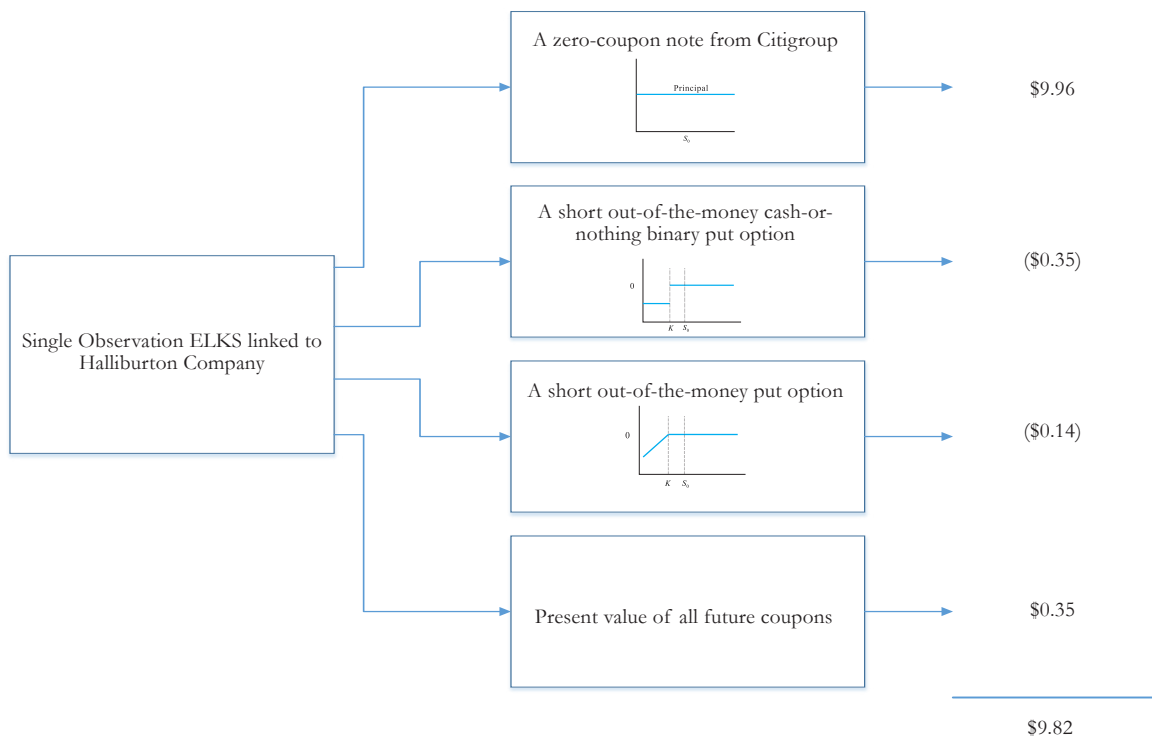 A zero-coupon note from Citigroup
Principal
S₀
$9.96
A short out-of-the-money cash-or-
nothing binary put option
0
K S₀
($0.35)
Single Observation ELKS linked to
Halliburton Company
A short out-of-the-money put option
0
K S₀
($0.14)
Present value of all future coupons
$0.35
$9.82